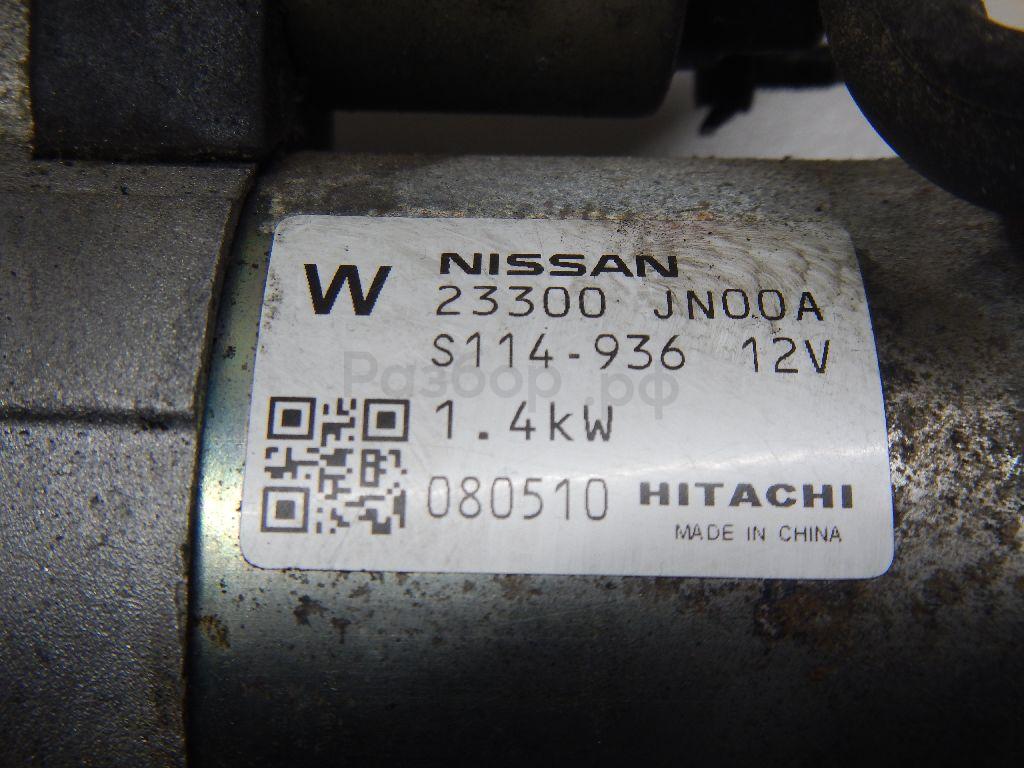 W NISSAN
23300 JN00A
S114-936 12V
Разбор.рф
1.4kW
080510 HITACHI
MADE IN CHINA